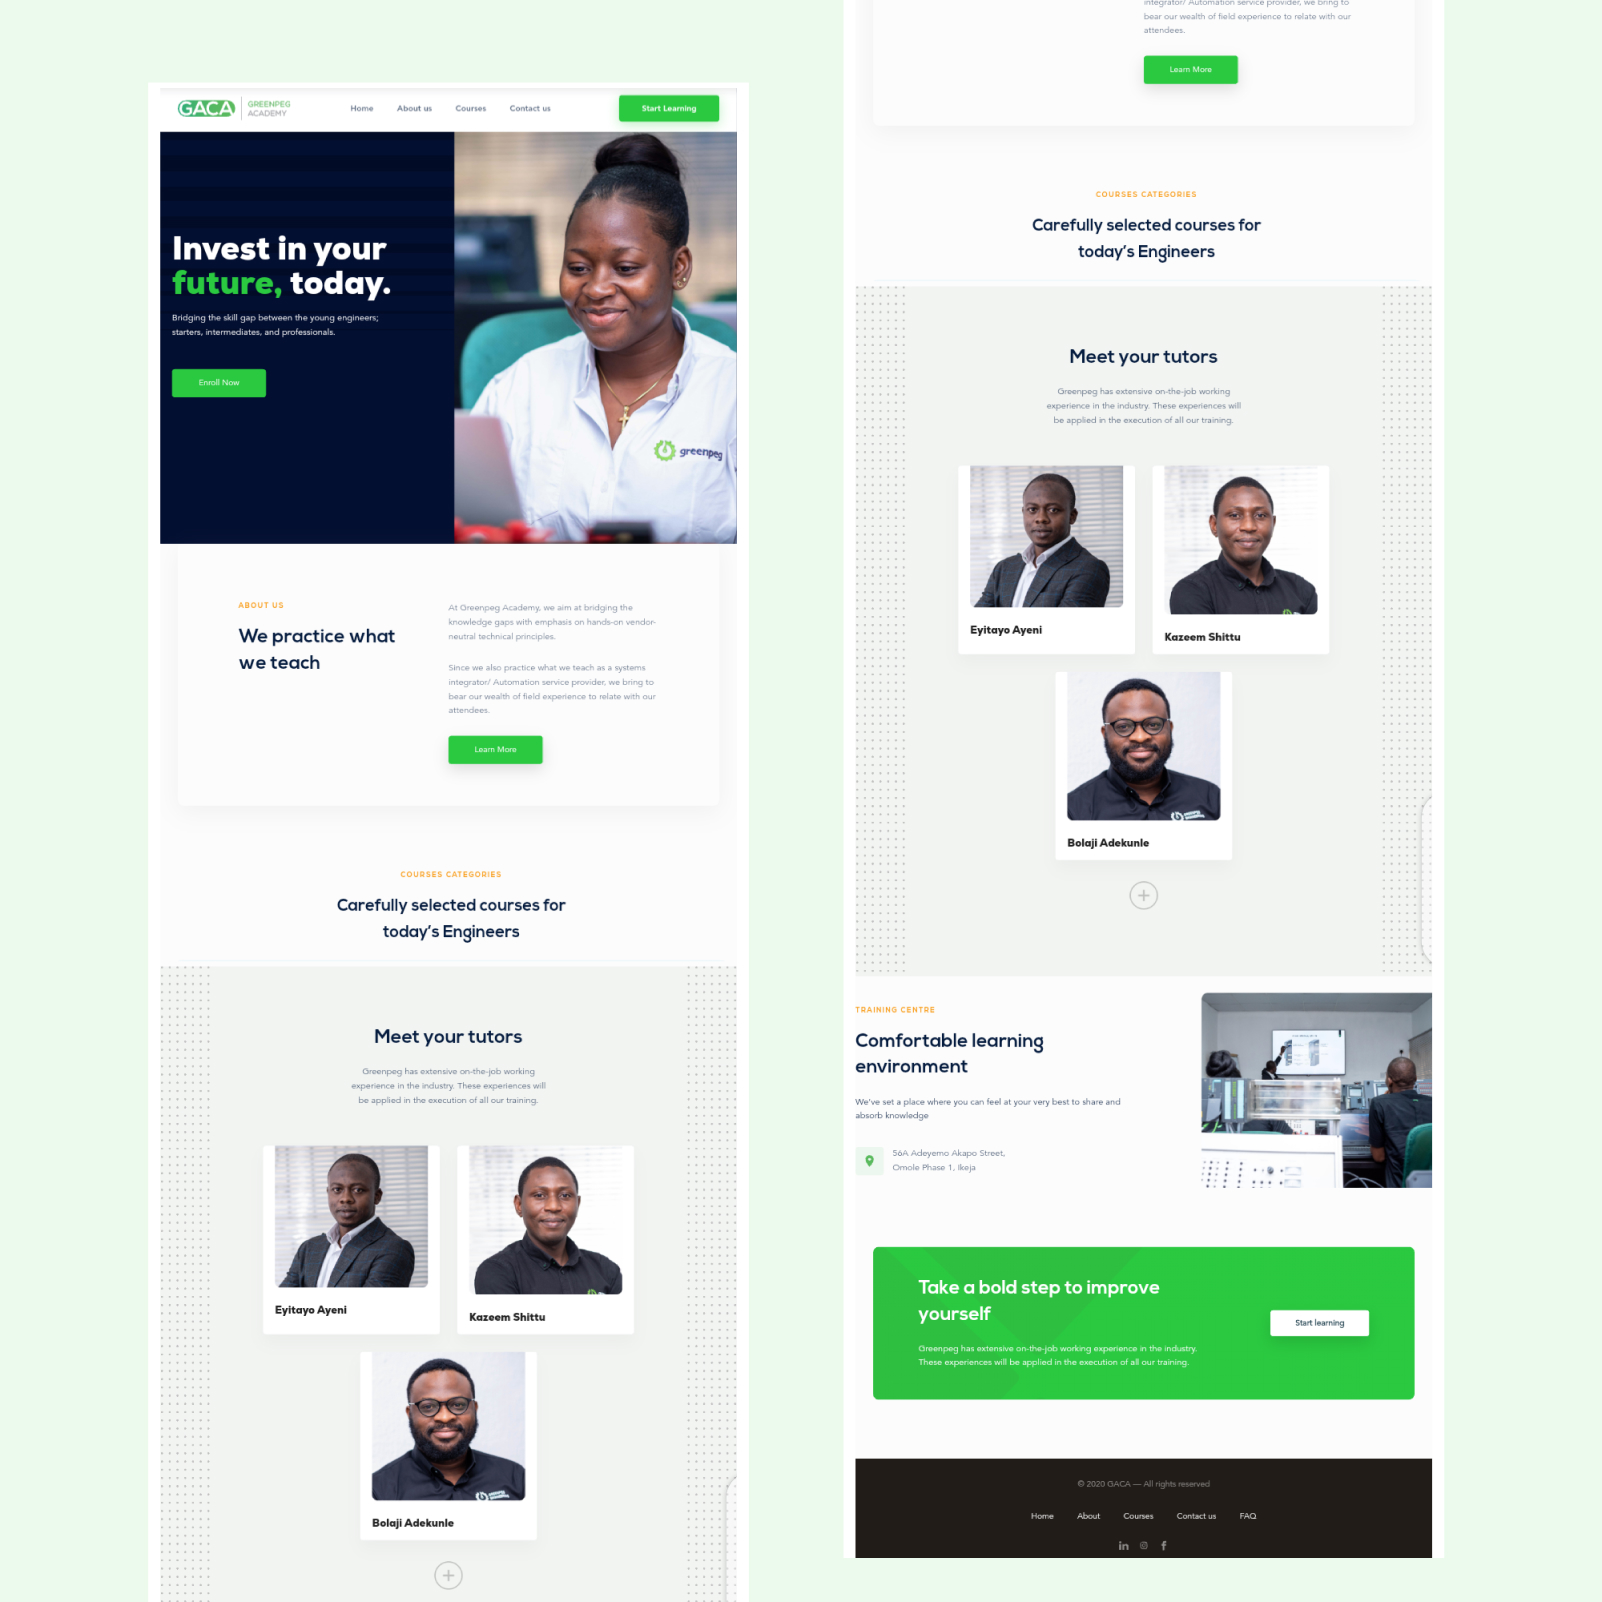 GACA
GREENPEG
ACADEMY
Home
About us
Courses
Contact us
Start Learning
Invest in your
future, today.
Bridging the skill gap between the young engineers;
starters, intermediates, and professionals.
Enroll Now
greenpeg
ABOUT US
We practice what
we teach
At Greenpeg Academy, we aim at bridging the
knowledge gaps with emphasis on hands-on vendor-
neutral technical principles.
Since we also practice what we teach as a systems
integrator/ Automation service provider, we bring to
bear our wealth of field experience to relate with our
attendees.
Learn More
COURSES CATEGORIES
Carefully selected courses for
today's Engineers
Meet your tutors
Greenpeg has extensive on-the-job working
experience in the industry. These experiences will
be applied in the execution of all our training.
Eyitayo Ayeni
Kazeem Shittu
Bolaji Adekunle
integrator/ Automation service provider, we bring to
bear our wealth of field experience to relate with our
attendees.
Learn More
COURSES CATEGORIES
Carefully selected courses for
today's Engineers
Meet your tutors
Greenpeg has extensive on-the-job working
experience in the industry. These experiences will
be applied in the execution of all our training.
Eyitayo Ayeni
Kazeem Shittu
Bolaji Adekunle
TRAINING CENTRE
Comfortable learning
environment
We've set a place where you can feel at your very best to share and
absorb knowledge
56A Adeyemo Akapo Street,
Omole Phase 1, Ikeja
Take a bold step to improve
yourself
Greenpeg has extensive on-the-job working experience in the industry.
These experiences will be applied in the execution of all our training.
Start learning
© 2020 GACA — All rights reserved
Home
About
Courses
Contact us
FAQ